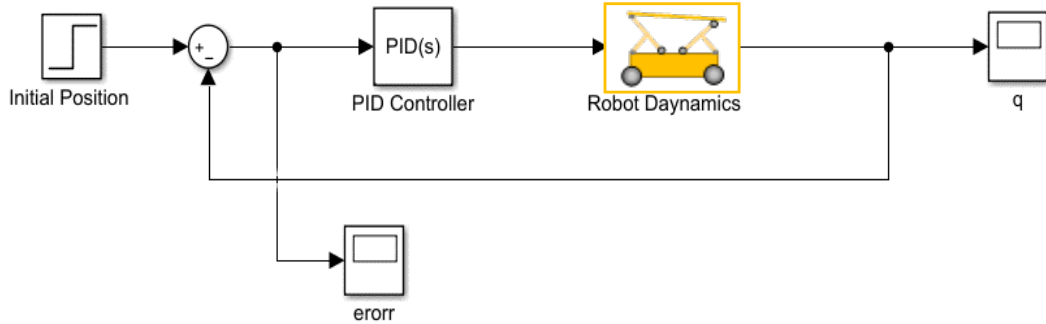 Initial Position
+
−
PID(s)
PID Controller
Robot Daynamics
q
erorr